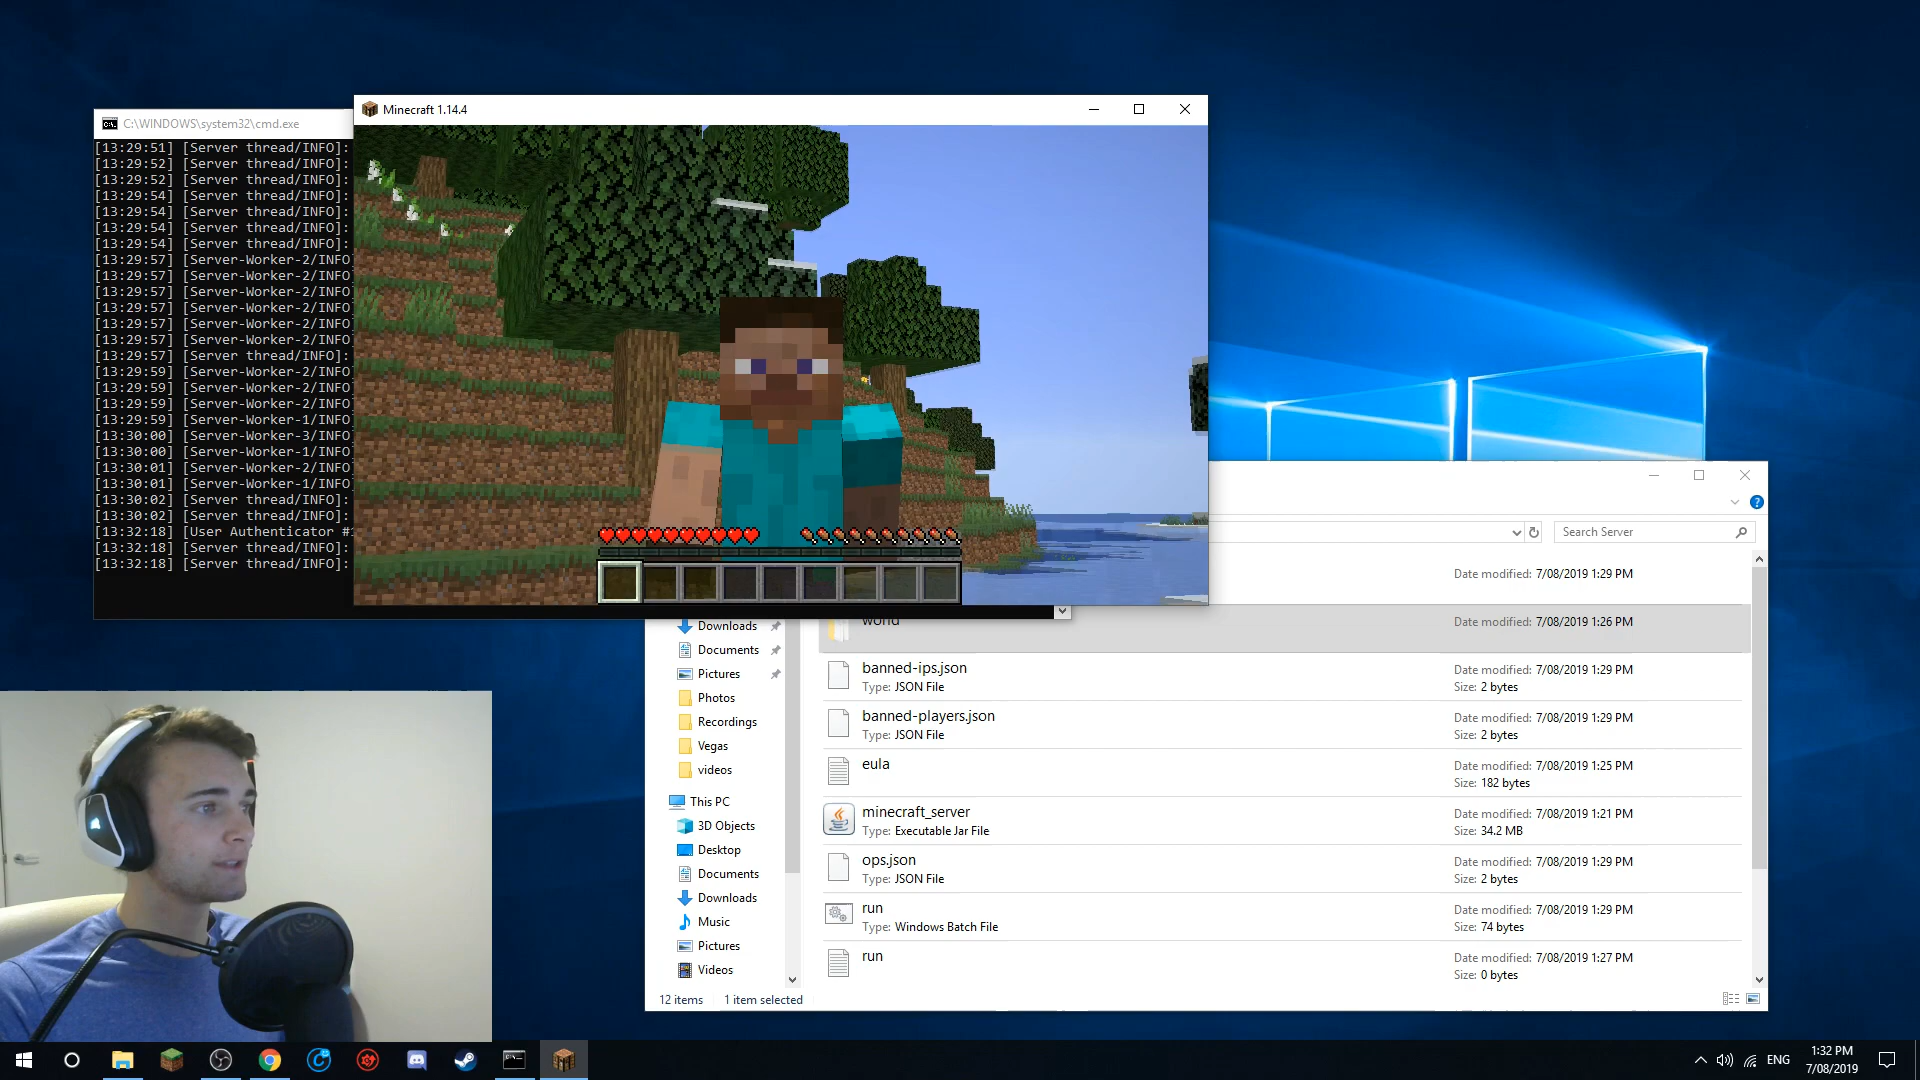 C:\WINDOWS\system32\cmd.exe
[13:29:51] [Server thread/INFO]:
[13:29:52] [Server thread/INFO]:
[13:29:52] [Server thread/INFO]:
[13:29:54] [Server thread/INFO]:
[13:29:54] [Server thread/INFO]:
[13:29:54] [Server thread/INFO]:
[13:29:54] [Server thread/INFO]:
[13:29:57] [Server-Worker-2/INFO
[13:29:57] [Server-Worker-2/INFO
[13:29:57] [Server-Worker-2/INFO
[13:29:57] [Server-Worker-2/INFO
[13:29:57] [Server-Worker-2/INFO
[13:29:57] [Server-Worker-2/INFO
[13:29:57] [Server thread/INFO]:
[13:29:59] [Server-Worker-2/INFO
[13:29:59] [Server-Worker-2/INFO
[13:29:59] [Server-Worker-2/INFO
[13:29:59] [Server-Worker-1/INFO
[13:30:00] [Server-Worker-3/INFO
[13:30:00] [Server-Worker-1/INFO
[13:30:01] [Server-Worker-2/INFO
[13:30:01] [Server-Worker-1/INFO
[13:30:02] [Server thread/INFO]:
[13:30:02] [Server thread/INFO]:
[13:32:18] [User Authenticator #1
[13:32:18] [Server thread/INFO]:
[13:32:18] [Server thread/INFO]:
Minecraft 1.14.4
Search Server
Downloads
Documents
Pictures
Photos
Recordings
Vegas
videos
This PC
3D Objects
Desktop
Documents
Downloads
Music
Pictures
Videos
Date modified: 7/08/2019 1:29 PM
world
Date modified: 7/08/2019 1:26 PM
banned-ips.json
Type: JSON File
Date modified: 7/08/2019 1:29 PM
Size: 2 bytes
banned-players.json
Type: JSON File
Date modified: 7/08/2019 1:29 PM
Size: 2 bytes
eula
Date modified: 7/08/2019 1:25 PM
Size: 182 bytes
minecraft_server
Type: Executable Jar File
Date modified: 7/08/2019 1:21 PM
Size: 34.2 MB
ops.json
Type: JSON File
Date modified: 7/08/2019 1:29 PM
Size: 2 bytes
run
Type: Windows Batch File
Date modified: 7/08/2019 1:29 PM
Size: 74 bytes
run
Date modified: 7/08/2019 1:27 PM
Size: 0 bytes
12 items 1 item selected
ENG
1:32 PM
7/08/2019